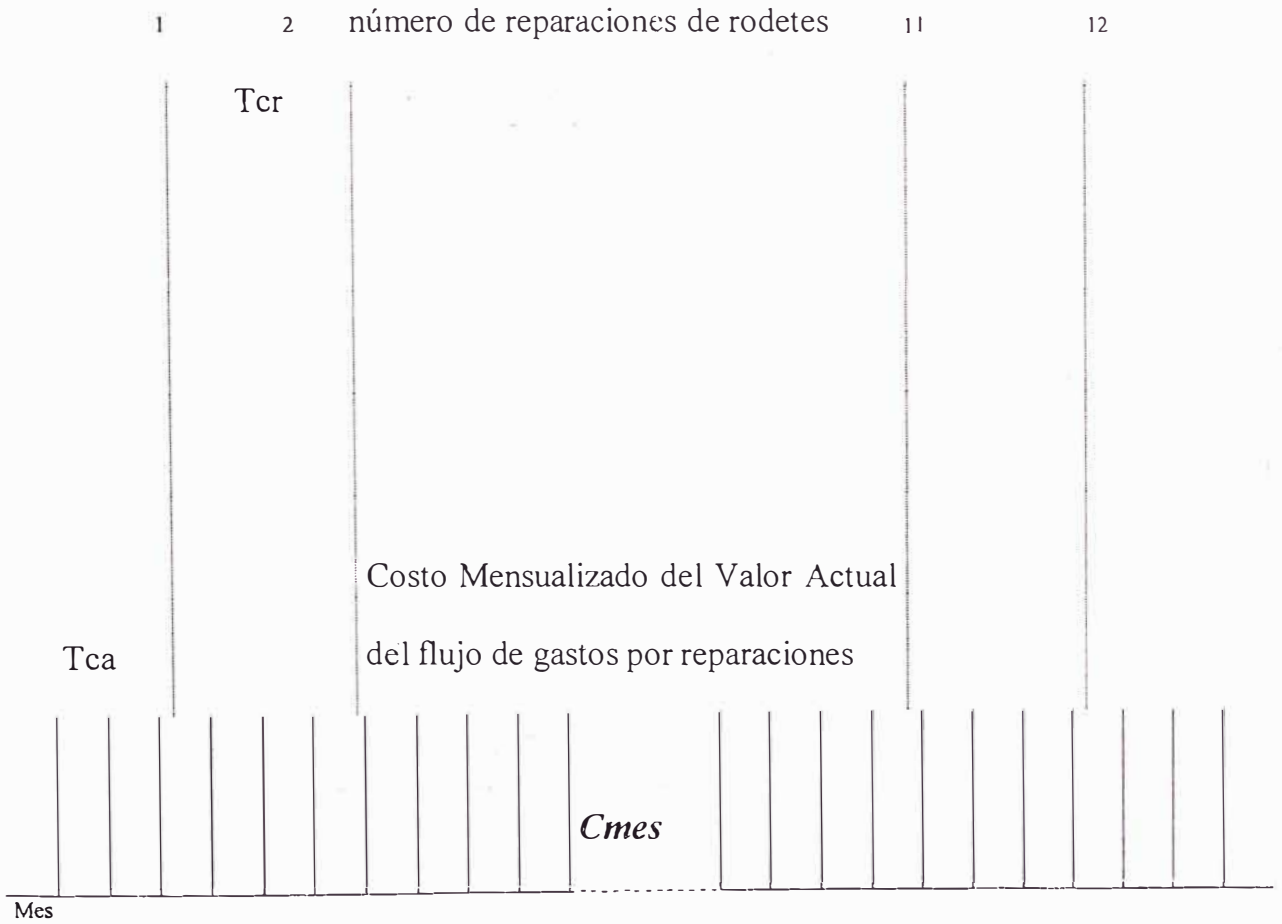 1 2 número de reparaciones de rodetes 11 12
Tcr
Costo Mensualizado del Valor Actual
Tca
del flujo de gastos por reparaciones
Cmes
Mes